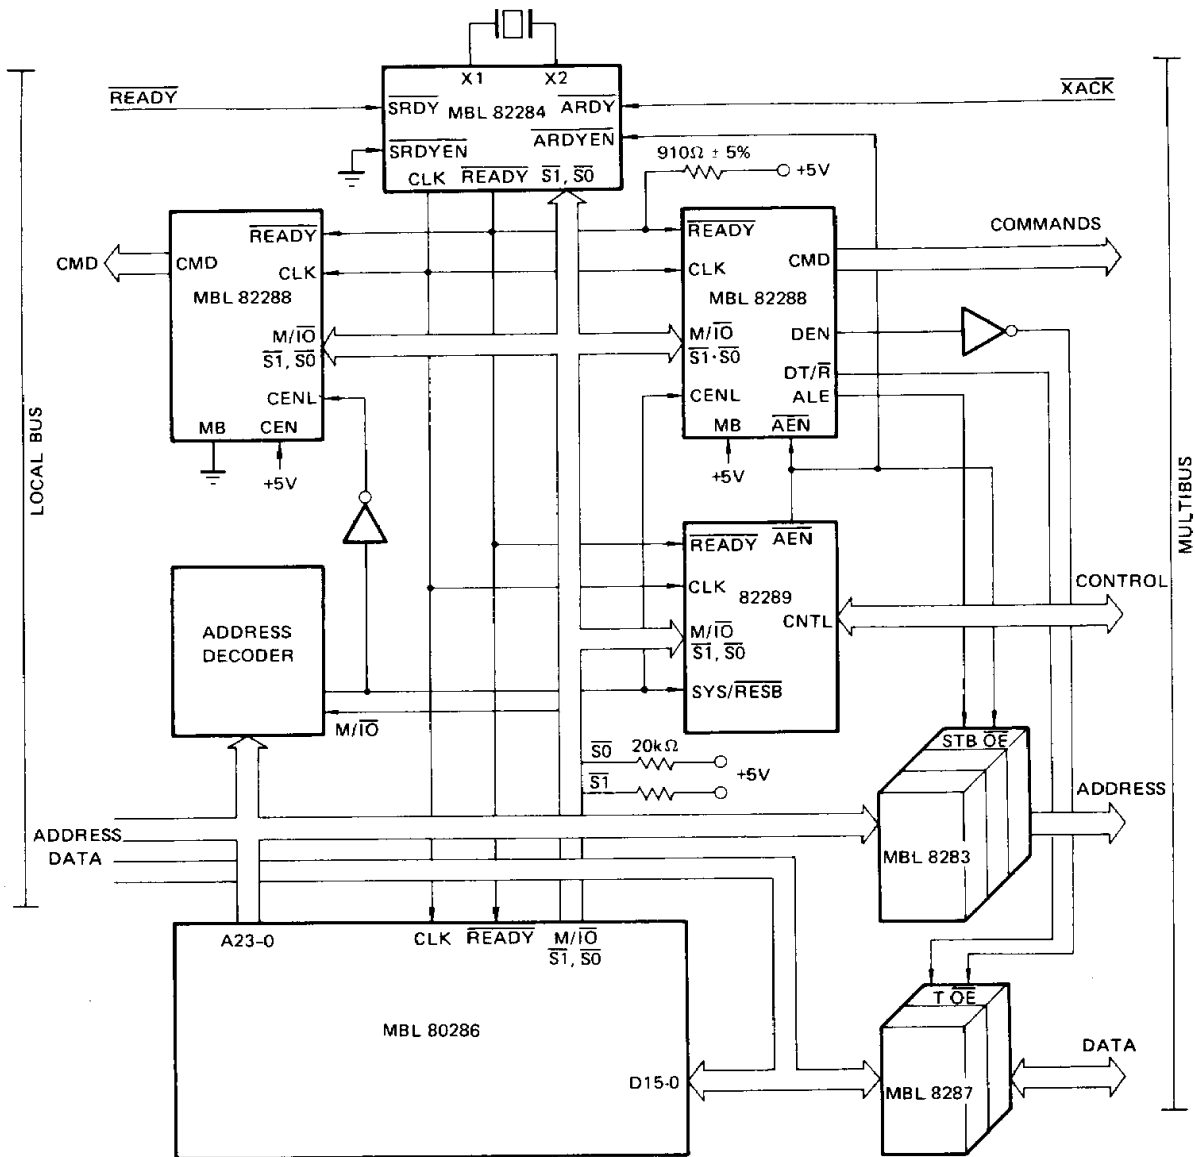 X1 X2
READY
SRDY
MBL 82284
ARDY
XACK
SRDYEN
ARDYEN
CLK READY S1, S0
910Ω ± 5%
+5V
READY
CMD
CMD
CLK
MBL 82288
M/IO
S1, S0
CENL
MB CEN
+5V
READY
CLK
CMD
MBL 82288
COMMANDS
M/IO
S1·S0
DEN
DT/R
CENL
ALE
MB AEN
+5V
LOCAL BUS
MULTIBUS
READY AEN
CLK
82289
M/IO
S1, S0
CNTL
CONTROL
SYS/RESB
ADDRESS
DECODER
M/IO
S0 20kΩ
S1
+5V
STB OE
ADDRESS
MBL 8283
ADDRESS
DATA
A23-0
CLK READY M/IO
S1, S0
MBL 80286
D15-0
T OE
MBL 8287
DATA